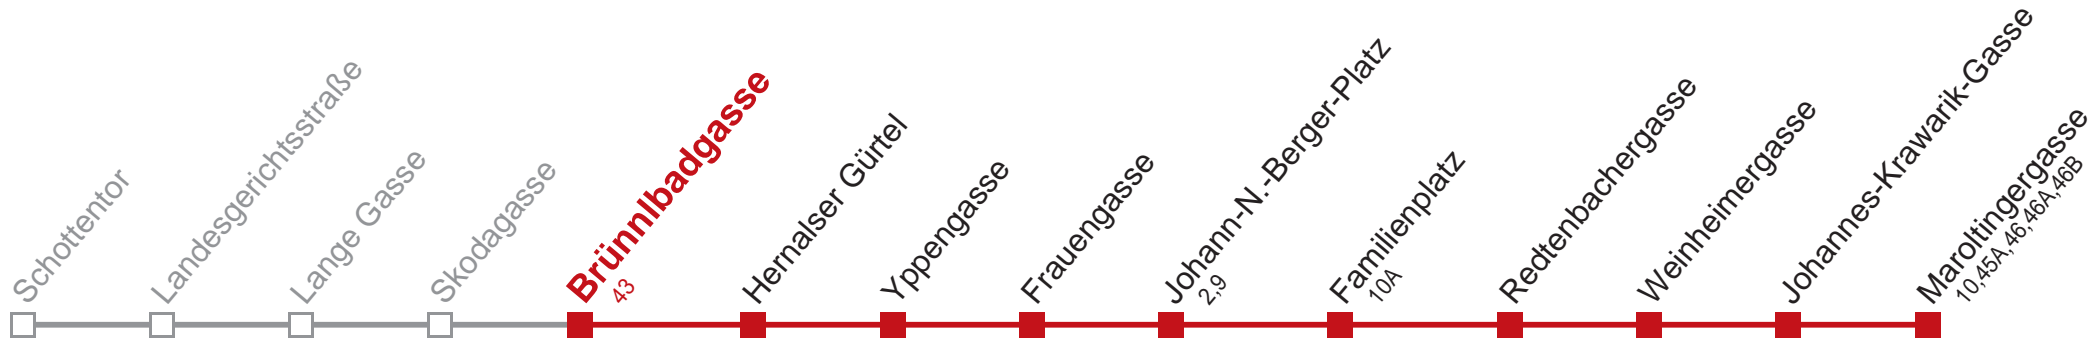 Schottentor
Landesgerichtsstraße
Lange Gasse
Skodagasse
Brünnlbadgasse
43
Hernalser Gürtel
Yppengasse
Frauengasse
Johann-N.-Berger-Platz
2,9
Familienplatz
10A
Redtenbachergasse
Weinheimergasse
Johannes-Krawarik-Gasse
Maroltingergasse
10,45A,46,46A,46B